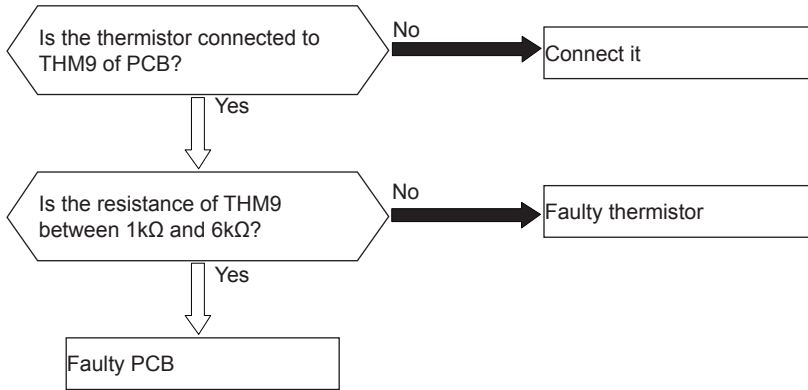 Is the thermistor connected to
THM9 of PCB?
No
Connect it
Yes
Is the resistance of THM9
between 1kΩ and 6kΩ?
No
Faulty thermistor
Yes
Faulty PCB